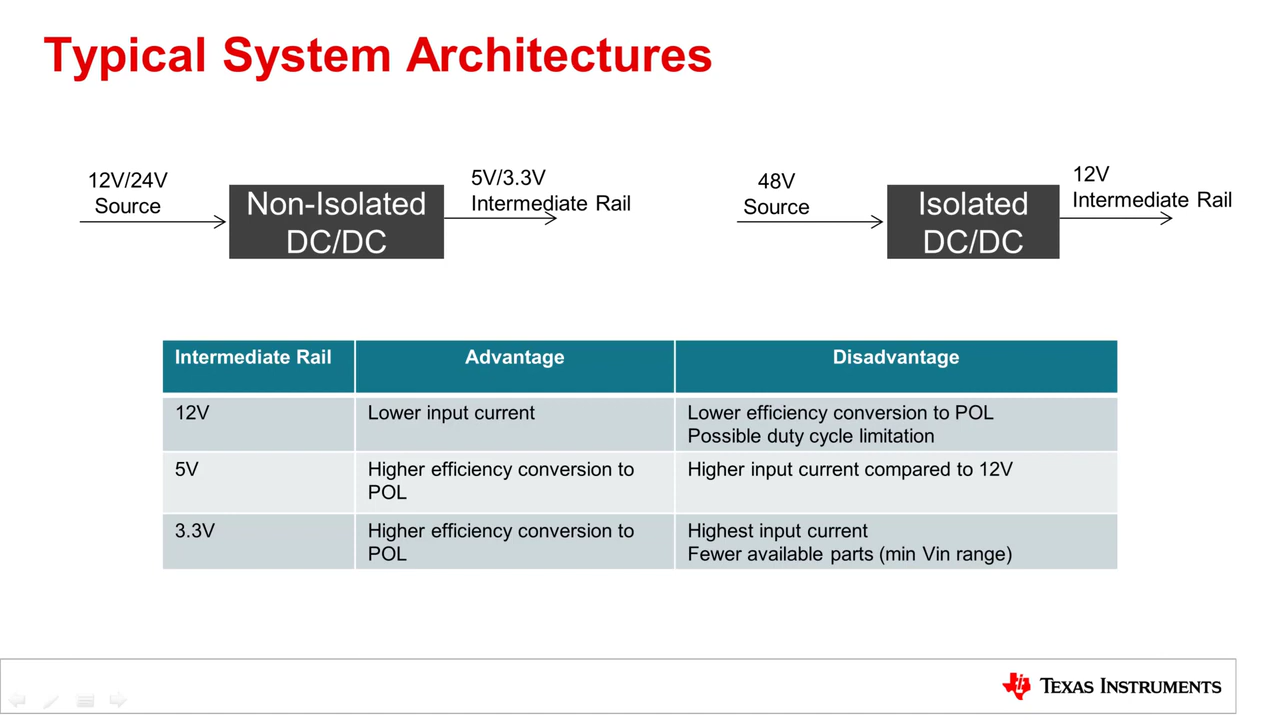 Typical System Architectures
12V/24V
Source
Non-Isolated
DC/DC
5V/3.3V
Intermediate Rail
48V
Source
Isolated
DC/DC
12V
Intermediate Rail
Intermediate Rail
Advantage
Disadvantage
12V
Lower input current
Lower efficiency conversion to POL
Possible duty cycle limitation
5V
Higher efficiency conversion to
POL
Higher input current compared to 12V
3.3V
Higher efficiency conversion to
POL
Highest input current
Fewer available parts (min Vin range)
TEXAS INSTRUMENTS